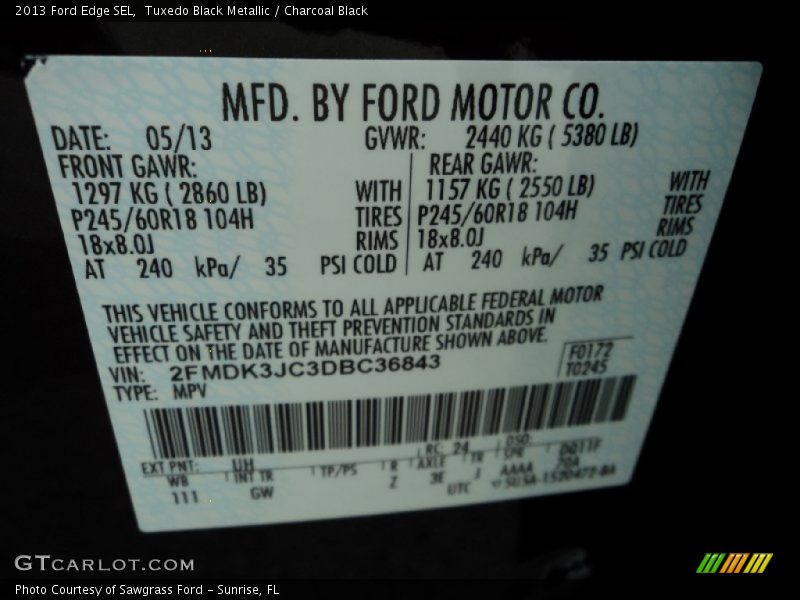 2013 Ford Edge SEL, Tuxedo Black Metallic / Charcoal Black
MFD. BY FORD MOTOR CO.
DATE: 05/13 GVWR: 2440 KG ( 5380 LB)
FRONT GAWR: REAR GAWR:
1297 KG ( 2860 LB) WITH 1157 KG ( 2550 LB) WITH
P245/60R18 104H TIRES P245/60R18 104H TIRES
18x8.0J RIMS 18x8.0J RIMS
AT 240 kPa/ 35 PSI COLD AT 240 kPa/ 35 PSI COLD
THIS VEHICLE CONFORMS TO ALL APPLICABLE FEDERAL MOTOR
VEHICLE SAFETY AND THEFT PREVENTION STANDARDS IN
EFFECT ON THE DATE OF MANUFACTURE SHOWN ABOVE.
VIN: 2FMDK3JC3DBC36843 F0172
TYPE: MPV T0245
EXT PNT: UH RC: 24 DSO:
WB INT TR TP/PS R AXLE TR SPR
111 GW Z 3E J AAAA
UTC
GTCARLOT.COM
Photo Courtesy of Sawgrass Ford - Sunrise, FL